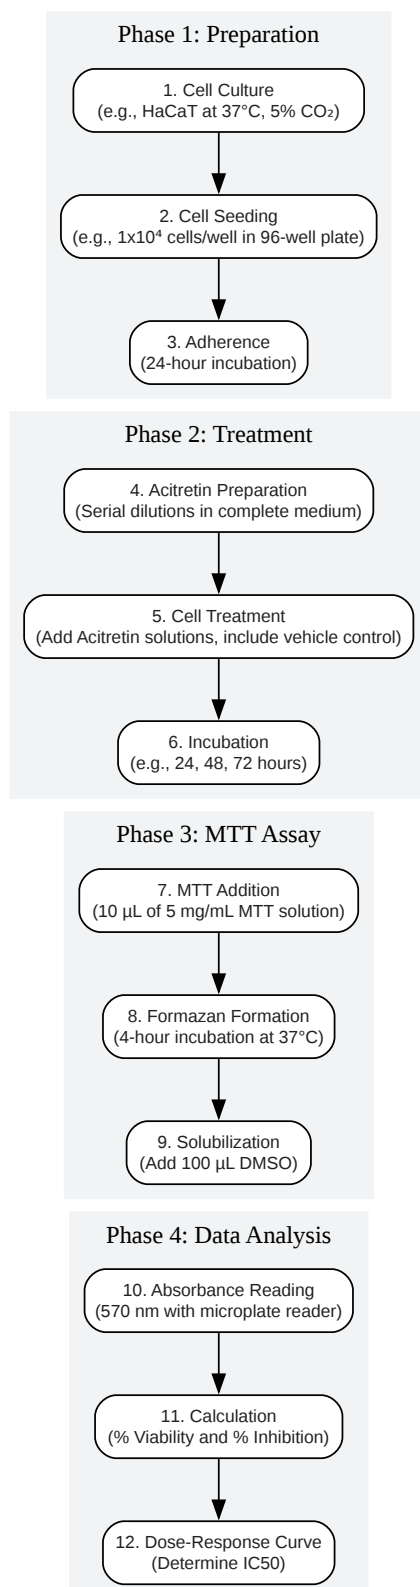 Phase 1: Preparation
1. Cell Culture
(e.g., HaCaT at 37°C, 5% CO₂)
2. Cell Seeding
(e.g., 1x10⁴ cells/well in 96-well plate)
3. Adherence
(24-hour incubation)
Phase 2: Treatment
4. Acitretin Preparation
(Serial dilutions in complete medium)
5. Cell Treatment
(Add Acitretin solutions, include vehicle control)
6. Incubation
(e.g., 24, 48, 72 hours)
Phase 3: MTT Assay
7. MTT Addition
(10 µL of 5 mg/mL MTT solution)
8. Formazan Formation
(4-hour incubation at 37°C)
9. Solubilization
(Add 100 µL DMSO)
Phase 4: Data Analysis
10. Absorbance Reading
(570 nm with microplate reader)
11. Calculation
(% Viability and % Inhibition)
12. Dose-Response Curve
(Determine IC50)